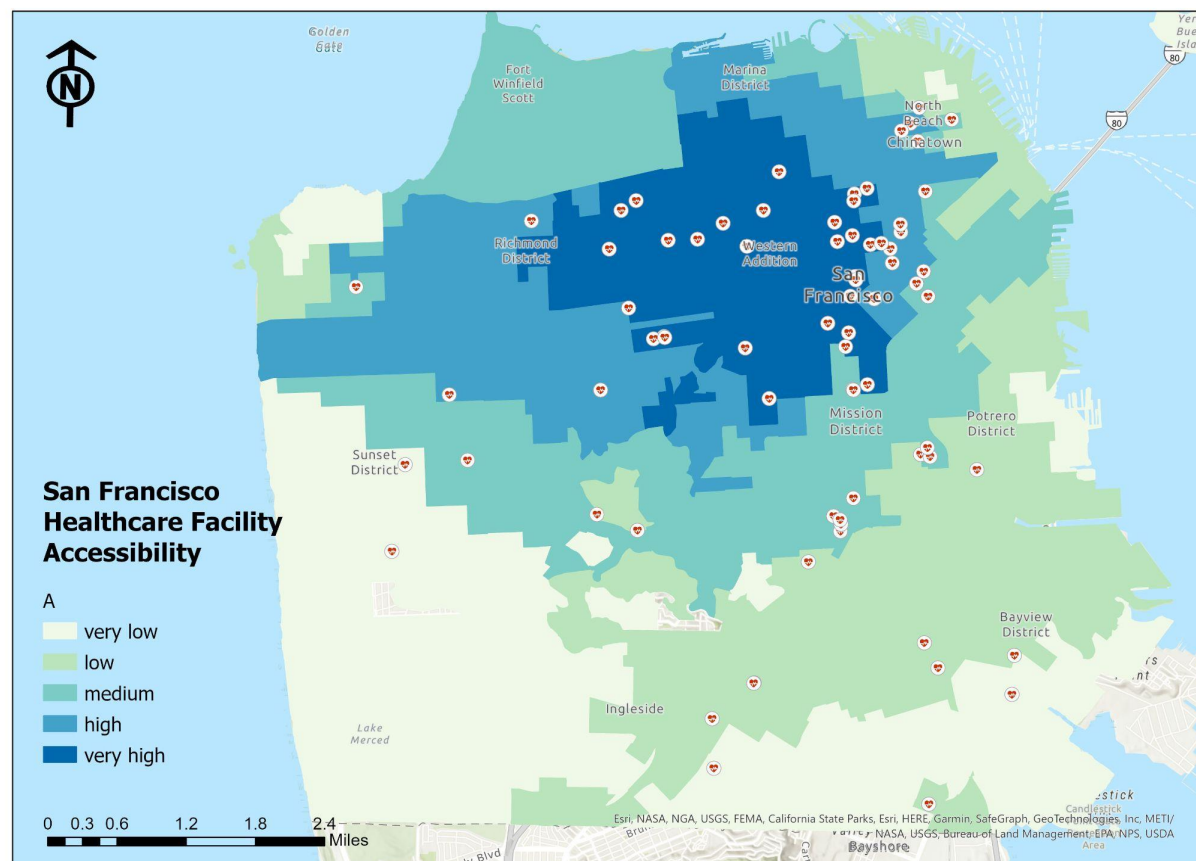 Golden
Gate
Yer
Bue
Isla
80
80
N
Fort
Winfield
Scott
Marina
District
North
Beach
Chinatown
Richmond
District
Western
Addition
San
Francisco
Mission
District
Potrero
District
Sunset
District
San Francisco
Healthcare Facility
Accessibility
A
very low
low
medium
high
very high
Bayview
District
Ingleside
Lake
Merced
0 0.3 0.6 1.2 1.8 2.4
Miles
Esri, NASA, NGA, USGS, FEMA, California State Parks, Esri, HERE, Garmin, SafeGraph, GeoTechnologies, Inc, METI/
NASA, USGS, Bureau of Land Management, EPA, NPS, USDA
Candlestick
Area
Bayshore